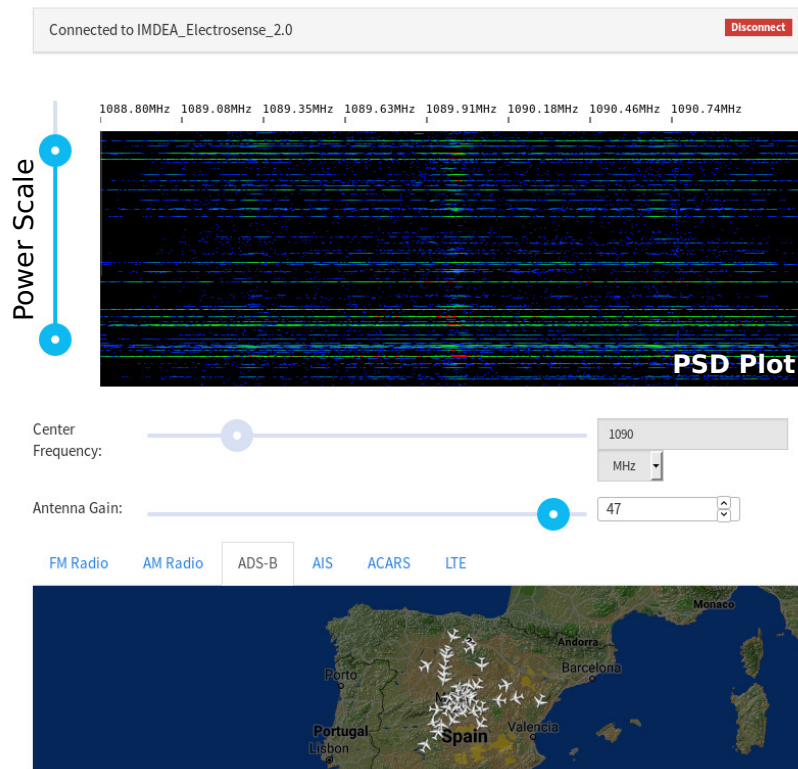 Connected to IMDEA_Electrosense_2.0
Disconnect
1088.80MHz 1089.08MHz 1089.35MHz 1089.63MHz 1089.91MHz 1090.18MHz 1090.46MHz 1090.74MHz
Power Scale
PSD Plot
Center
Frequency:
1090
MHz
Antenna Gain:
47
FM Radio AM Radio ADS-B AIS ACARS LTE
Monaco
Andorra
Barcelona
Porto
Portugal
Spain
Valencia
Lisbon